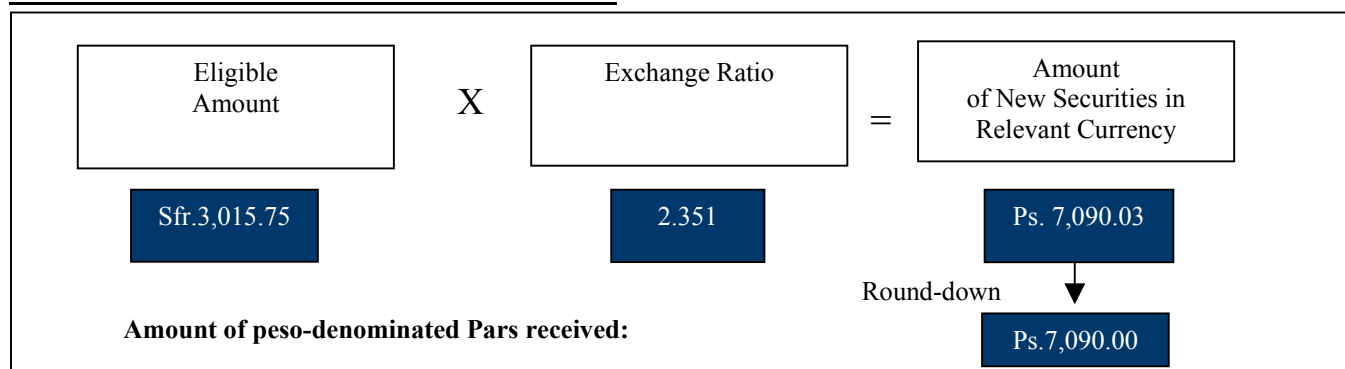 Eligible
Amount
X
Exchange Ratio
=
Amount
of New Securities in
Relevant Currency
Sfr.3,015.75
2.351
Ps. 7,090.03
Round-down
Amount of peso-denominated Pars received:
Ps.7,090.00